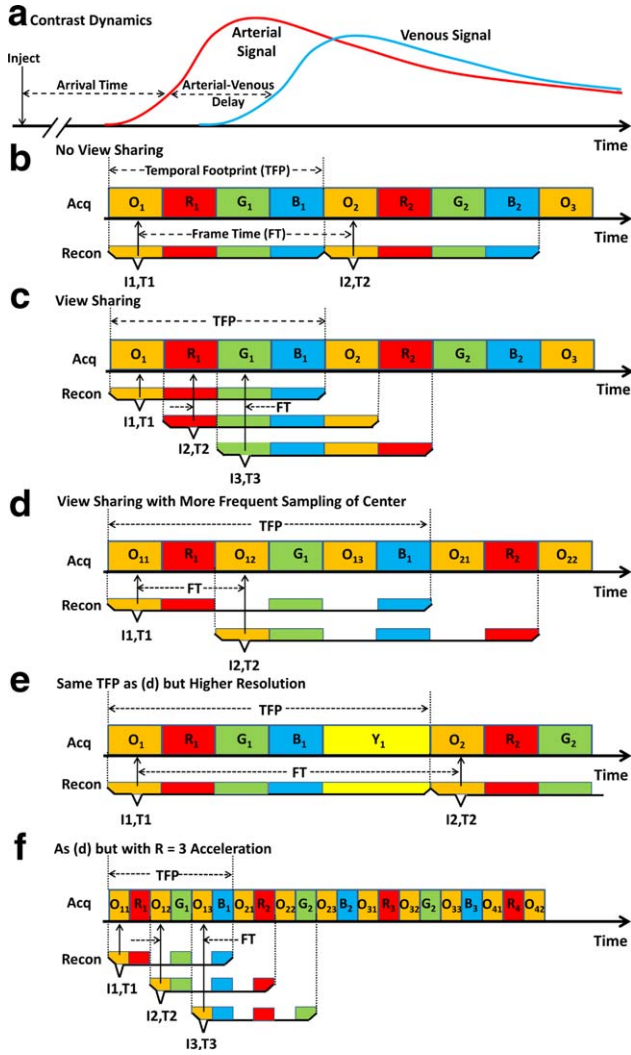 a
Contrast Dynamics
Inject
Arterial
Signal
Venous Signal
Arrival Time
Arterial-Venous
Delay
Time
b
No View Sharing
Temporal Footprint (TFP)
Acq O1 R1 G1 B1 O2 R2 G2 B2 O3
Time
Frame Time (FT)
Recon
I1,T1 I2,T2
c
View Sharing
TFP
Acq O1 R1 G1 B1 O2 R2 G2 B2 O3
Time
Recon
FT
I1,T1
I2,T2
I3,T3
d
View Sharing with More Frequent Sampling of Center
TFP
Acq O11 R1 O12 G1 O13 B1 O21 R2 O22
Time
FT
Recon
I1,T1
I2,T2
e
Same TFP as (d) but Higher Resolution
TFP
Acq O1 R1 G1 B1 Y1 O2 R2 G2
Time
FT
Recon
I1,T1 I2,T2
f
As (d) but with R = 3 Acceleration
TFP
Acq O11 R1 O12 G1 O13 B1 O21 R2 O22 G2 O23 B2 O31 R3 O32 G2 O33 B3 O41 R4 O42
Time
FT
Recon
I1,T1
I2,T2
I3,T3